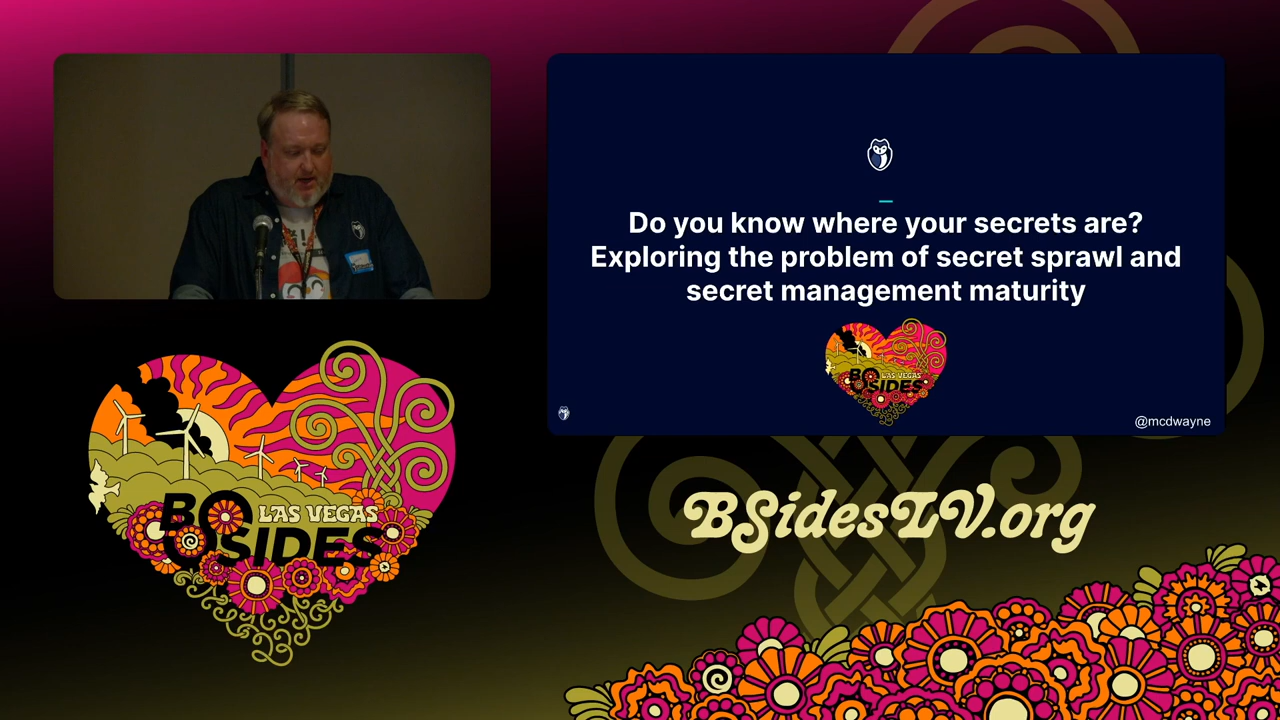 Do you know where your secrets are?
Exploring the problem of secret sprawl and
secret management maturity
BSIDES
LAS VEGAS
@mcdwayne
BSIDES
LAS VEGAS
23
BSidesLV.org